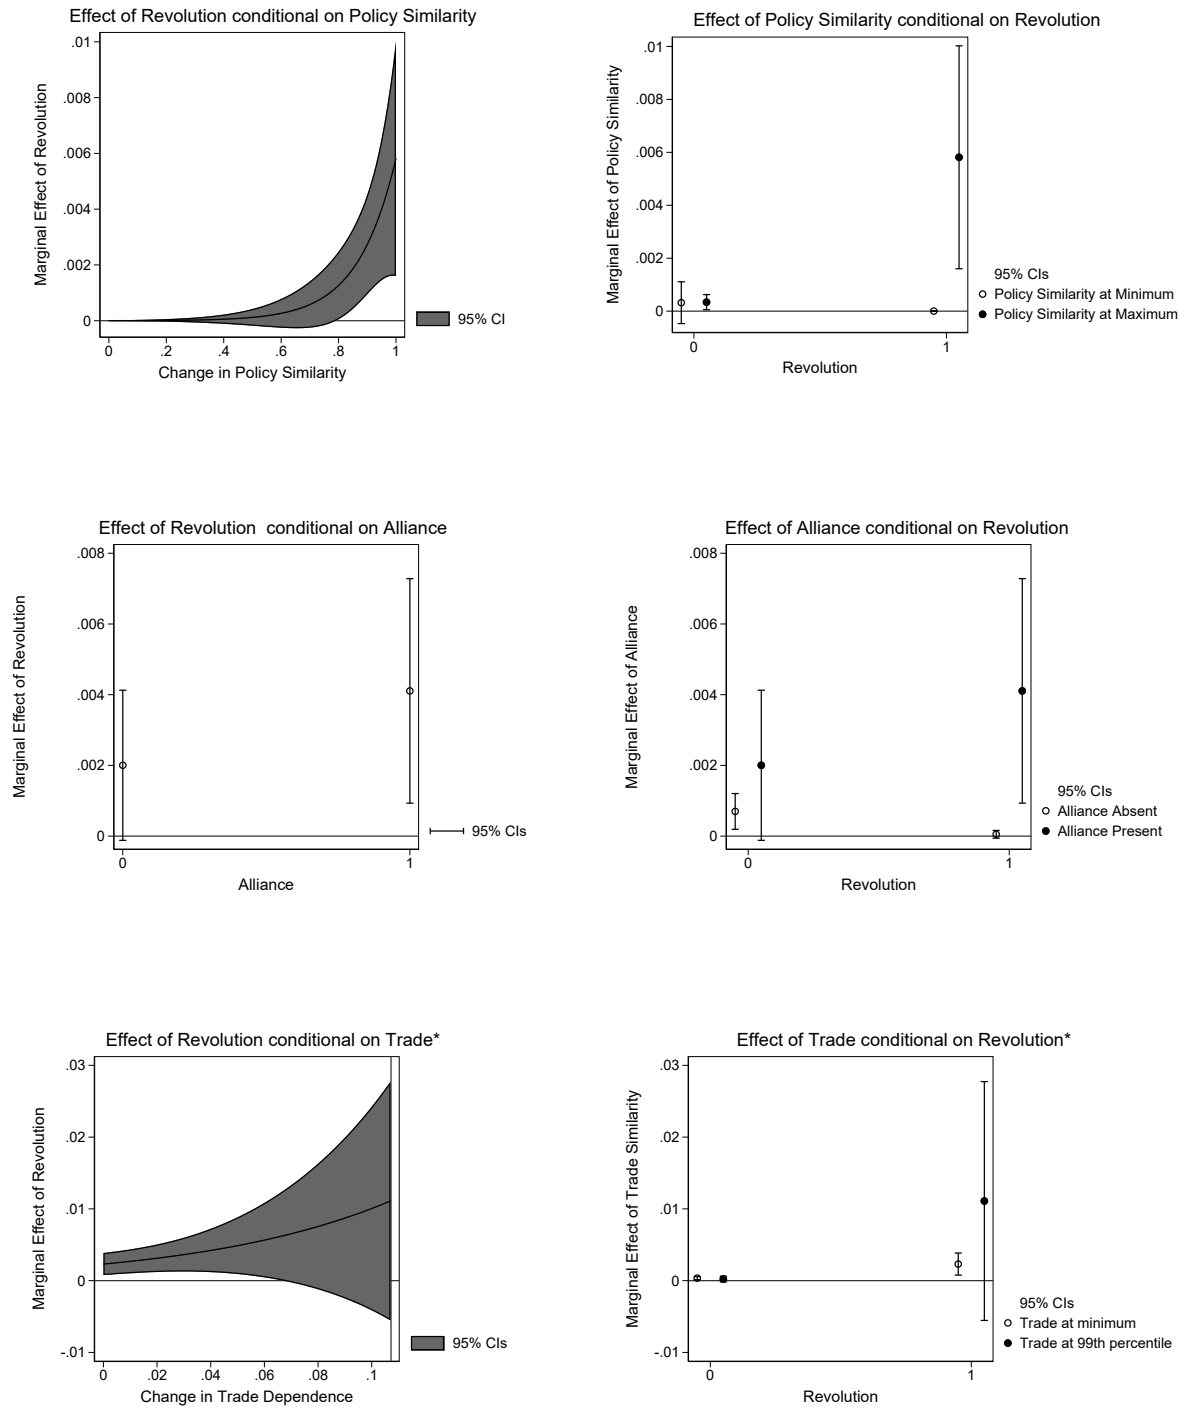 Effect of Revolution conditional on Policy Similarity
.01
.008
.006
.004
.002
0
Marginal Effect of Revolution
0 .2 .4 .6 .8 1
Change in Policy Similarity
95% CI
Effect of Policy Similarity conditional on Revolution
.01
.008
.006
.004
.002
0
Marginal Effect of Policy Similarity
0 1
Revolution
95% CIs
Policy Similarity at Minimum
Policy Similarity at Maximum
Effect of Revolution conditional on Alliance
.008
.006
.004
.002
0
Marginal Effect of Revolution
0 1
Alliance
95% CIs
Effect of Alliance conditional on Revolution
.008
.006
.004
.002
0
Marginal Effect of Alliance
0 1
Revolution
95% CIs
Alliance Absent
Alliance Present
Effect of Revolution conditional on Trade*
.03
.02
.01
0
-.01
Marginal Effect of Revolution
0 .02 .04 .06 .08 .1
Change in Trade Dependence
95% CIs
Effect of Trade conditional on Revolution*
.03
.02
.01
0
-.01
Marginal Effect of Trade Similarity
0 1
Revolution
95% CIs
Trade at minimum
Trade at 99th percentile